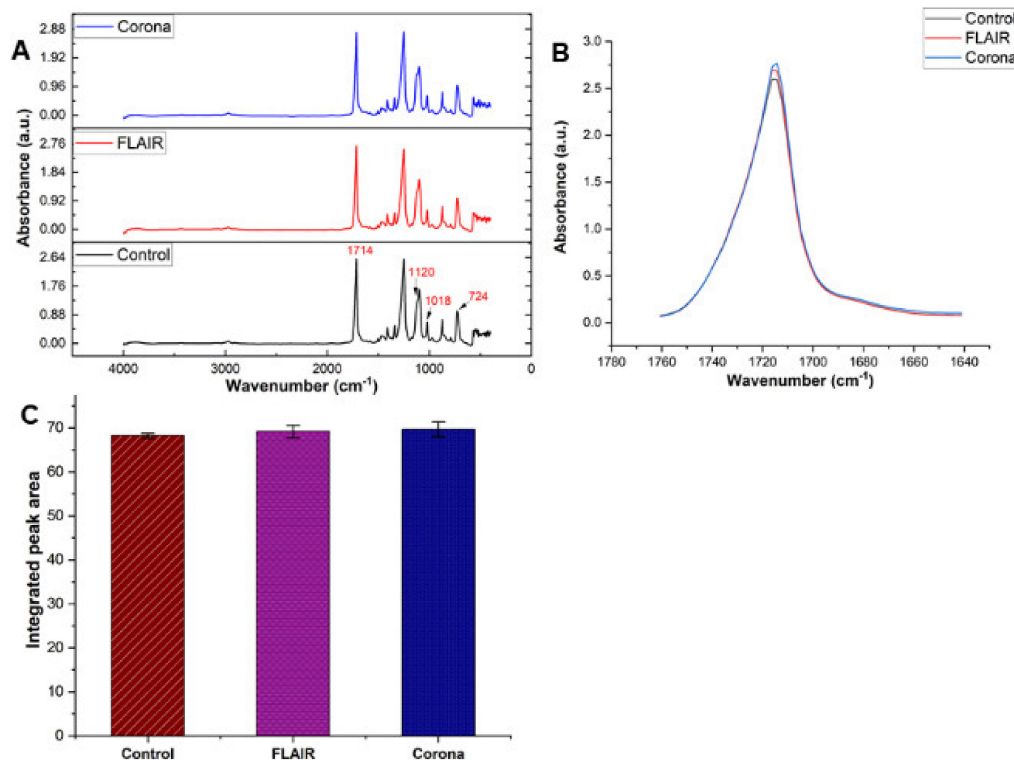 A
Absorbance (a.u.)
2.88
1.92
0.96
0.00
Corona
2.76
1.84
0.92
0.00
FLAIR
2.64
1.76
0.88
0.00
Control
1714
1120
1018
724
4000 3000 2000 1000 0
Wavenumber (cm-1)
B
Control
FLAIR
Corona
Absorbance (a.u.)
3.0
2.5
2.0
1.5
1.0
0.5
0.0
1780 1760 1740 1720 1700 1680 1660 1640
Wavenumber (cm-1)
C
Integrated peak area
70
60
50
40
30
20
10
0
Control FLAIR Corona